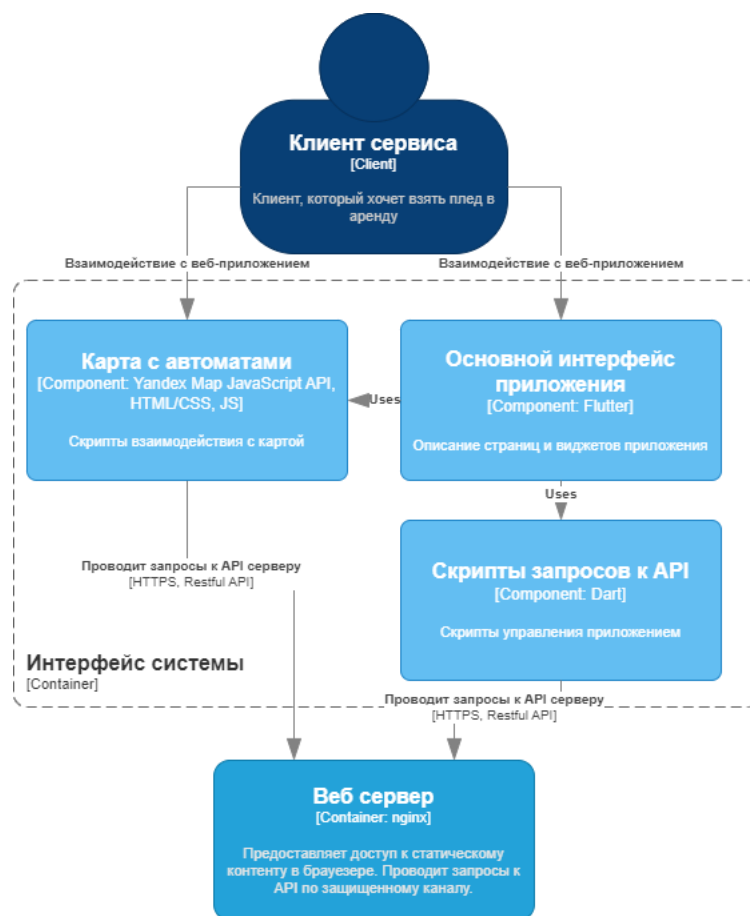 Клиент сервиса
[Client]
Клиент, который хочет взять плед в
аренду
Взаимодействие с веб-приложением
Взаимодействие с веб-приложением
Карта с автоматами
[Component: Yandex Map JavaScript API,
HTML/CSS, JS]
Скрипты взаимодействия с картой
Uses
Основной интерфейс
приложения
[Component: Flutter]
Описание страниц и виджетов приложения
Uses
Проводит запросы к API серверу
[HTTPS, Restful API]
Скрипты запросов к API
[Component: Dart]
Скрипты управления приложением
Интерфейс системы
[Container]
Проводит запросы к API серверу
[HTTPS, Restful API]
Веб сервер
[Container: nginx]
Предоставляет доступ к статическому
контенту в брауезере. Проводит запросы к
API по защищенному каналу.